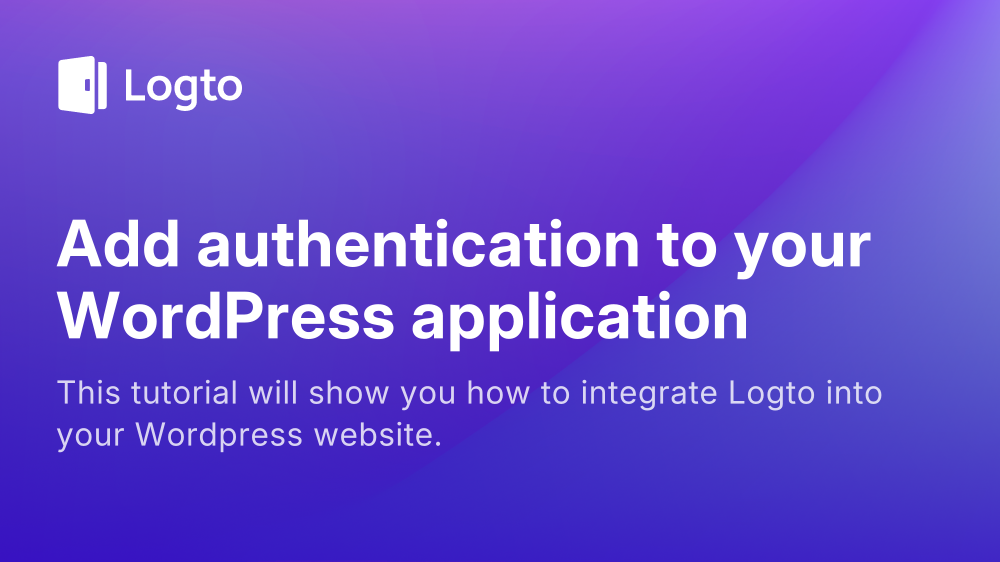 Logto
Add authentication to your
WordPress application
This tutorial will show you how to integrate Logto into
your Wordpress website.